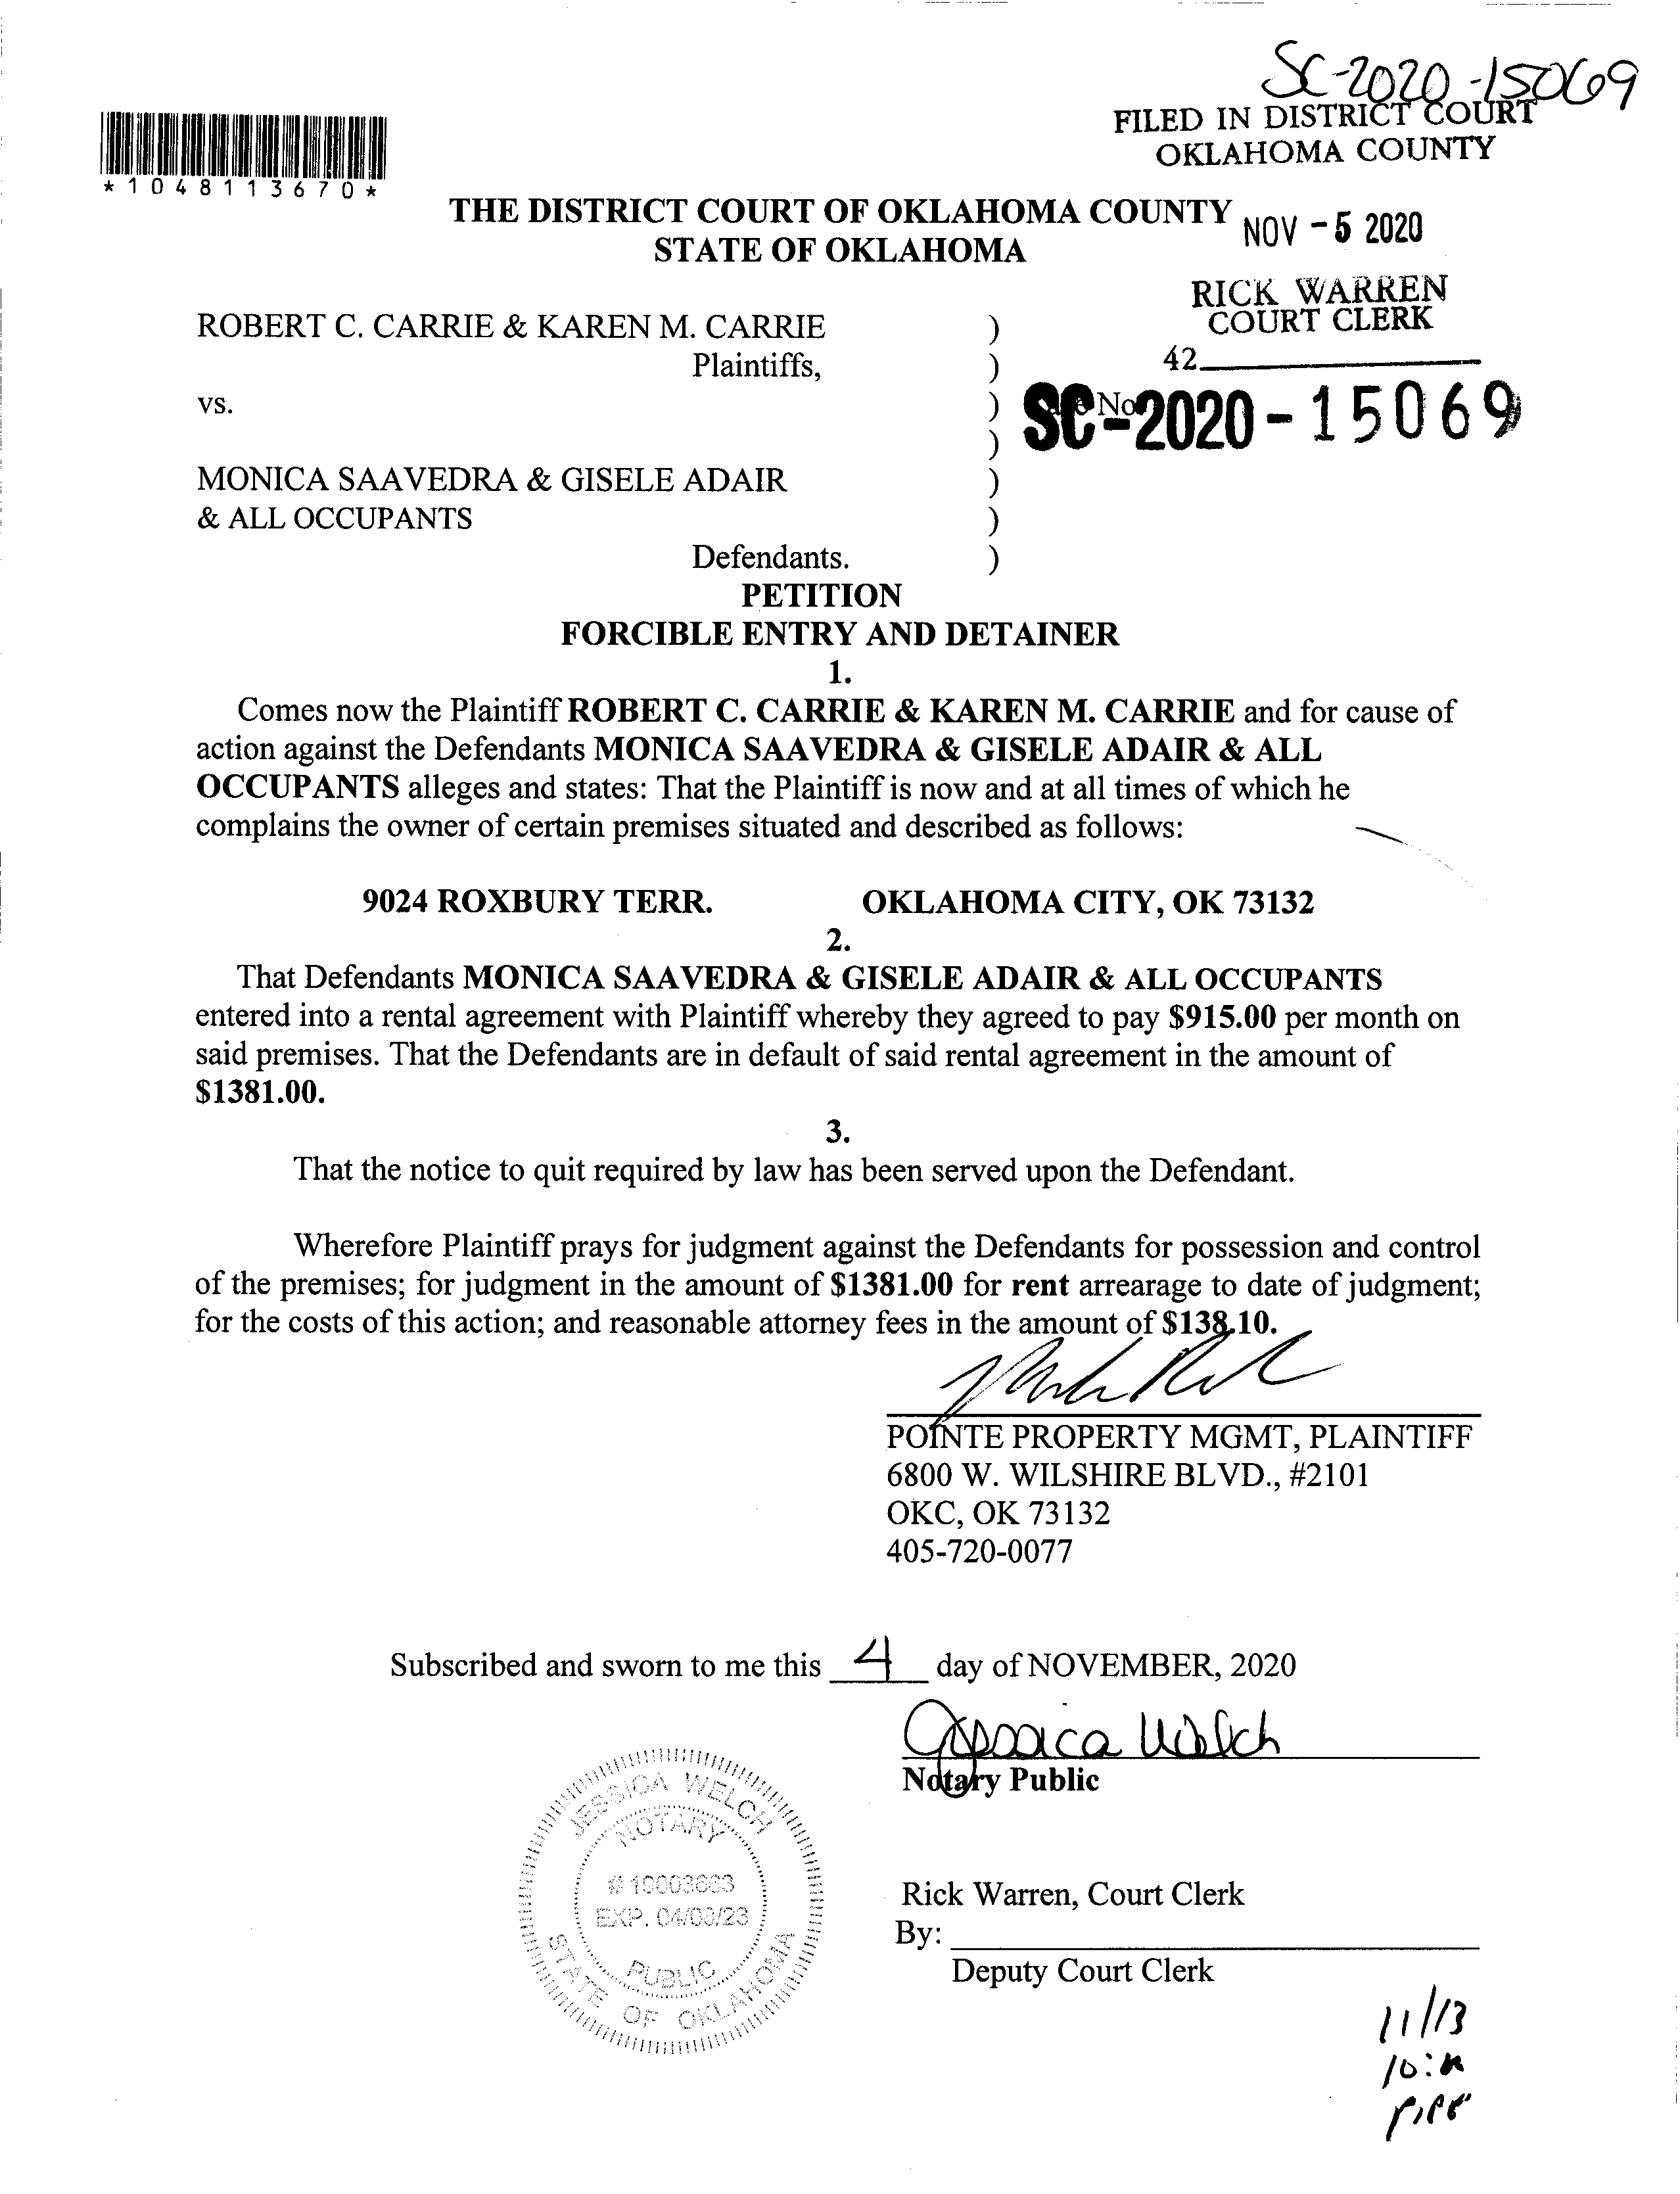 SC-2020-15069
FILED IN DISTRICT COURT
OKLAHOMA COUNTY
*1048113670*
THE DISTRICT COURT OF OKLAHOMA COUNTY
STATE OF OKLAHOMA
NOV -5 2020
RICK WARREN
COURT CLERK
42
ROBERT C. CARRIE & KAREN M. CARRIE )
Plaintiffs, )
vs. )
No
SC-2020-15069
)
MONICA SAAVEDRA & GISELE ADAIR )
& ALL OCCUPANTS )
Defendants. )
PETITION
FORCIBLE ENTRY AND DETAINER
1.
Comes now the Plaintiff ROBERT C. CARRIE & KAREN M. CARRIE and for cause of
action against the Defendants MONICA SAAVEDRA & GISELE ADAIR & ALL
OCCUPANTS alleges and states: That the Plaintiff is now and at all times of which he
complains the owner of certain premises situated and described as follows:
9024 ROXBURY TERR. OKLAHOMA CITY, OK 73132
2.
That Defendants MONICA SAAVEDRA & GISELE ADAIR & ALL OCCUPANTS
entered into a rental agreement with Plaintiff whereby they agreed to pay $915.00 per month on
said premises. That the Defendants are in default of said rental agreement in the amount of
$1381.00.
3.
That the notice to quit required by law has been served upon the Defendant.
Wherefore Plaintiff prays for judgment against the Defendants for possession and control
of the premises; for judgment in the amount of $1381.00 for rent arrearage to date of judgment;
for the costs of this action; and reasonable attorney fees in the amount of $138.10.
POINTE PROPERTY MGMT, PLAINTIFF
6800 W. WILSHIRE BLVD., #2101
OKC, OK 73132
405-720-0077
Subscribed and sworn to me this 4 day of NOVEMBER, 2020
Jessica Welch
Notary Public
JESSICA WELCH
NOTARY
EXP. 04/03/23
PUBLIC
STATE OF OKLAHOMA
Rick Warren, Court Clerk
By:
Deputy Court Clerk
11/13